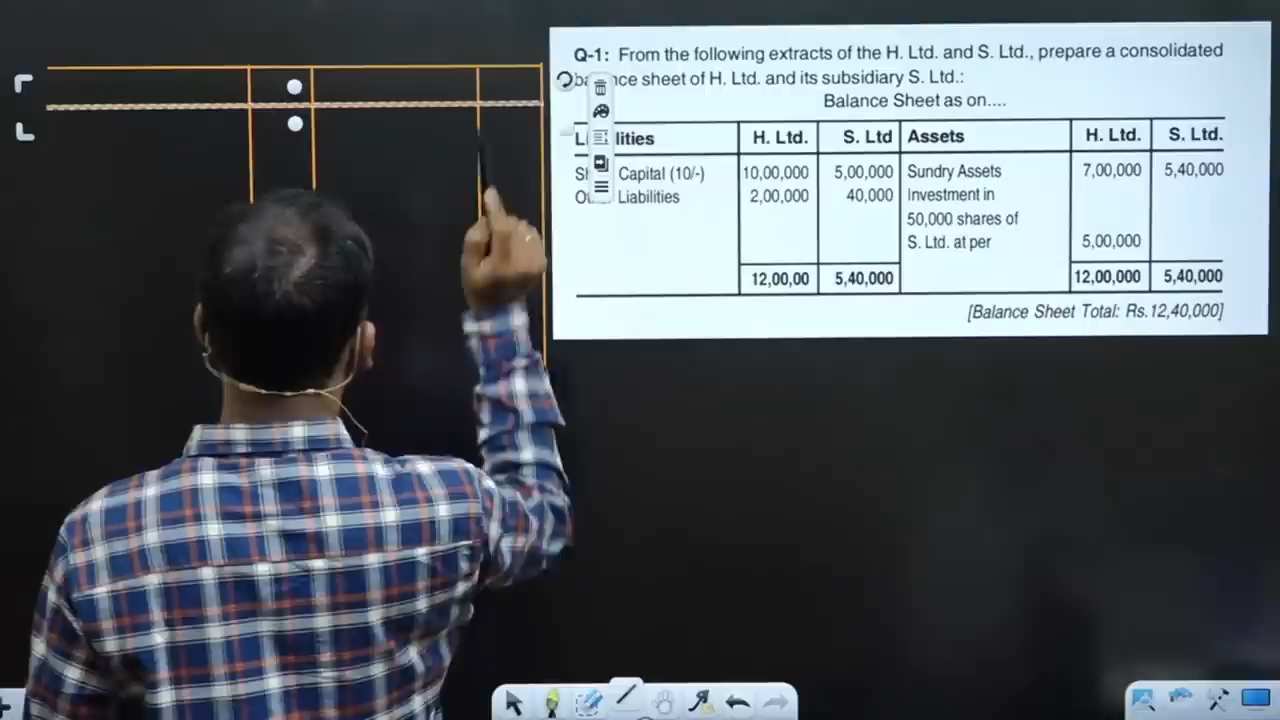 Q-1: From the following extracts of the H. Ltd. and S. Ltd., prepare a consolidated
nce sheet of H. Ltd. and its subsidiary S. Ltd.:
Balance Sheet as on....
lities H. Ltd. S. Ltd Assets H. Ltd. S. Ltd.
Capital (10/-) 10,00,000 5,00,000 Sundry Assets 7,00,000 5,40,000
Liabilities 2,00,000 40,000 Investment in
50,000 shares of
S. Ltd. at per 5,00,000
12,00,00 5,40,000 12,00,000 5,40,000
[Balance Sheet Total: Rs.12,40,000]